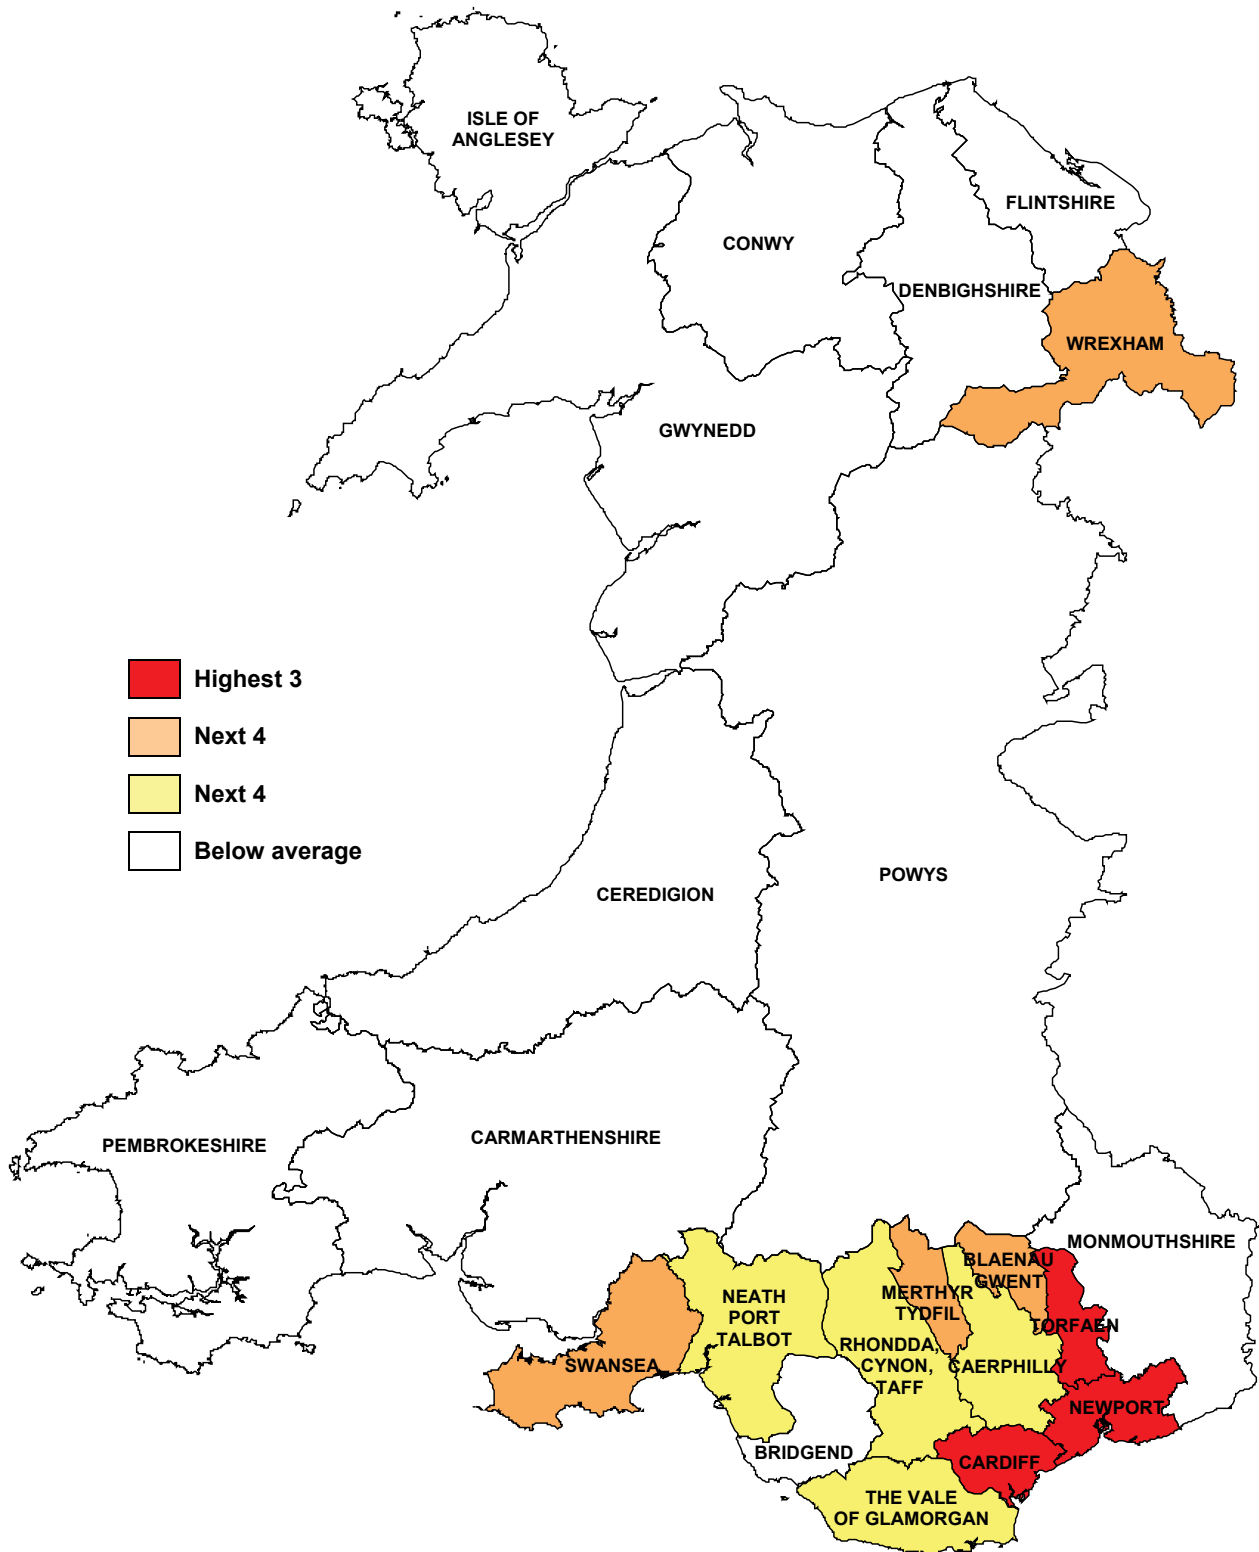 ISLE OF
ANGLESEY
FLINTSHIRE
CONWY
DENBIGHSHIRE
WREXHAM
GWYNEDD
Highest 3
Next 4
Next 4
Below average
POWYS
CEREDIGION
PEMBROKESHIRE
CARMARTHENSHIRE
MONMOUTHSHIRE
BLAENAU
GWENT
MERTHYR
TYDFIL
NEATH
PORT
TALBOT
TORFAEN
RHONDDA,
CYNON,
TAFF
SWANSEA
CAERPHILLY
NEWPORT
BRIDGEND
CARDIFF
THE VALE
OF GLAMORGAN